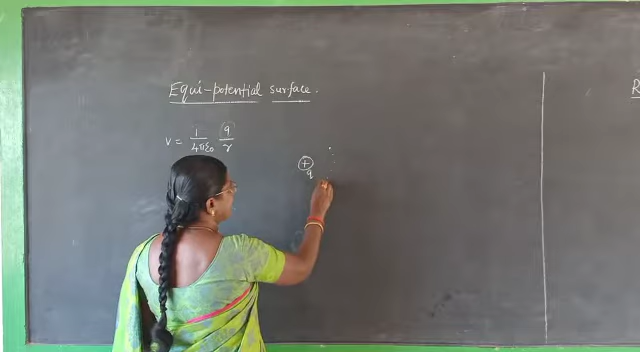 Equi-potential surface.
V = 1/4πε₀ q/r
+
q
R